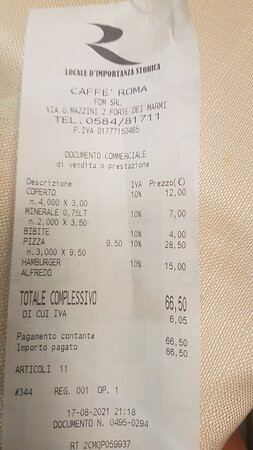 R
LOCALE D'IMPORTANZA STORICA
CAFFE' ROMA
FDM SRL
VIA G.MAZZINI 2 FORTE DEI MARMI
TEL. 0584/81711
P.IVA 01777160465
DOCUMENTO COMMERCIALE
di vendita o prestazione
Descrizione IVA Prezzo(€)
COPERTO 10% 12,00
n.4,000 X 3,00
MINERALE 0,75LT 10% 7,00
n.2,000 X 3,50
BIBITE 10% 4,00
PIZZA 9,50 10% 28,50
n.3,000 X 9,50
HAMBURGER 10% 15,00
ALFREDO
TOTALE COMPLESSIVO 66,50
DI CUI IVA 6,05
Pagamento contante 66,50
Importo pagato 66,50
ARTICOLI 11
#344 REG. 001 OP. 1
17-08-2021 21:18
DOCUMENTO N. 0495-0294
RT 2CMQP059937